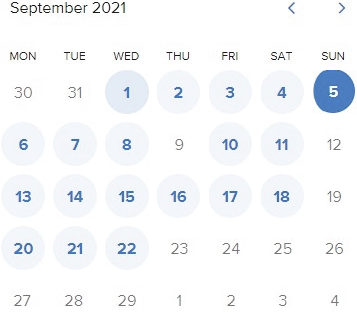 September 2021
MON TUE WED THU FRI SAT SUN
30 31 1 2 3 4 5
6 7 8 9 10 11 12
13 14 15 16 17 18 19
20 21 22 23 24 25 26
27 28 29 1 2 3 4